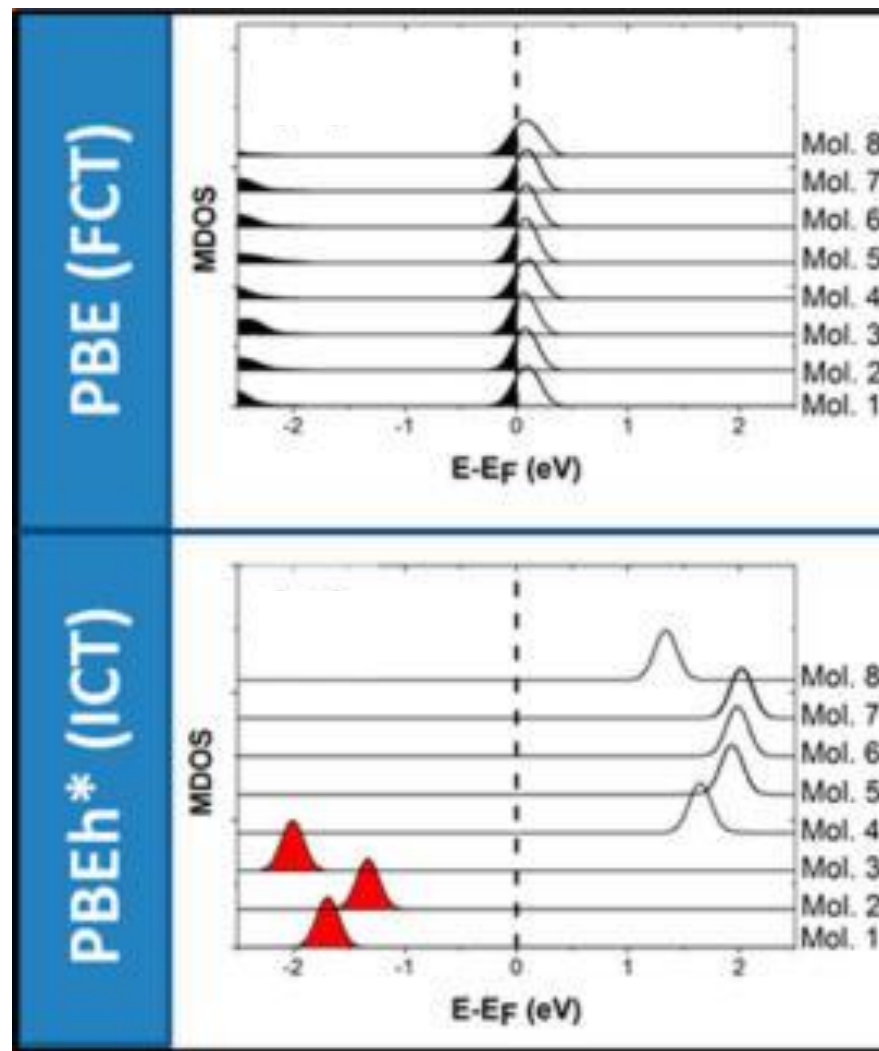 PBE (FCT)
MDOS
Mol. 8
Mol. 7
Mol. 6
Mol. 5
Mol. 4
Mol. 3
Mol. 2
Mol. 1
-2 -1 0 1 2
E-EF (eV)
PBEh* (ICT)
MDOS
Mol. 8
Mol. 7
Mol. 6
Mol. 5
Mol. 4
Mol. 3
Mol. 2
Mol. 1
-2 -1 0 1 2
E-EF (eV)